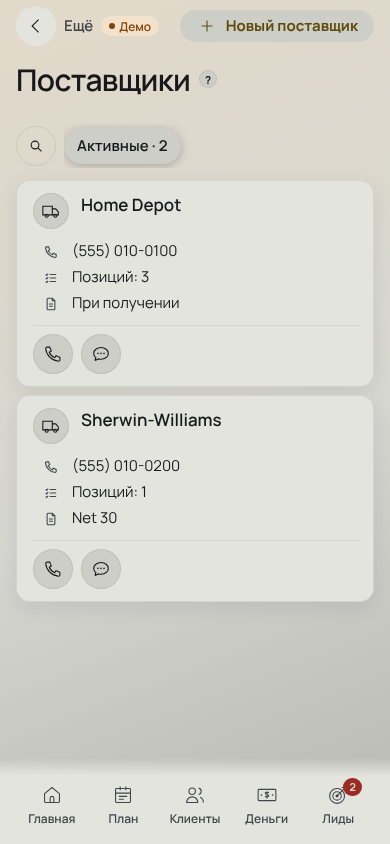 Ещё
Демо
Новый поставщик
Поставщики
?
Активные · 2
Home Depot
(555) 010-0100
Позиций: 3
При получении
Sherwin-Williams
(555) 010-0200
Позиций: 1
Net 30
2
Главная
План
Клиенты
Деньги
Лиды